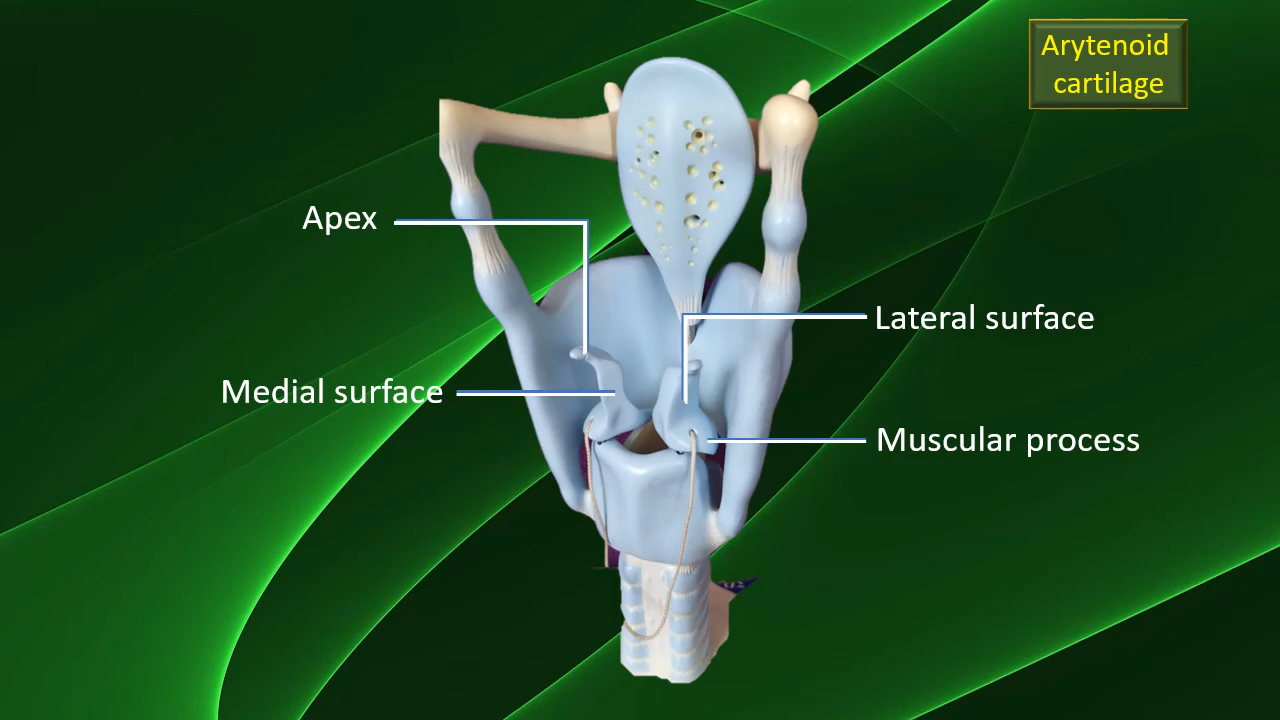 Arytenoid
cartilage
Apex
Lateral surface
Medial surface
Muscular process